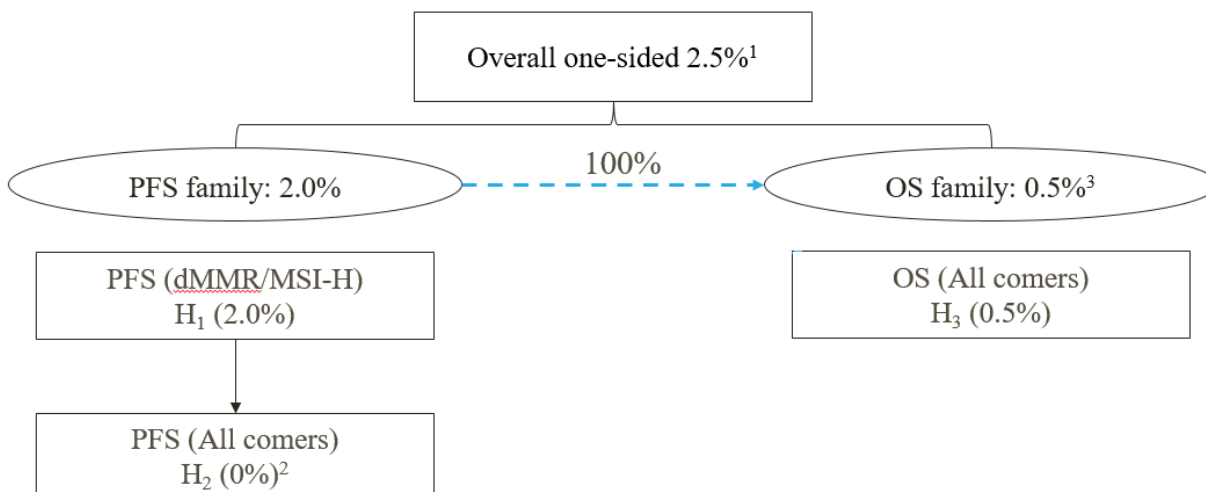 Overall one-sided 2.5%¹
100%
PFS family: 2.0%
OS family: 0.5%³
PFS (dMMR/MSI-H)
H₁ (2.0%)
OS (All comers)
H₃ (0.5%)
PFS (All comers)
H₂ (0%)²